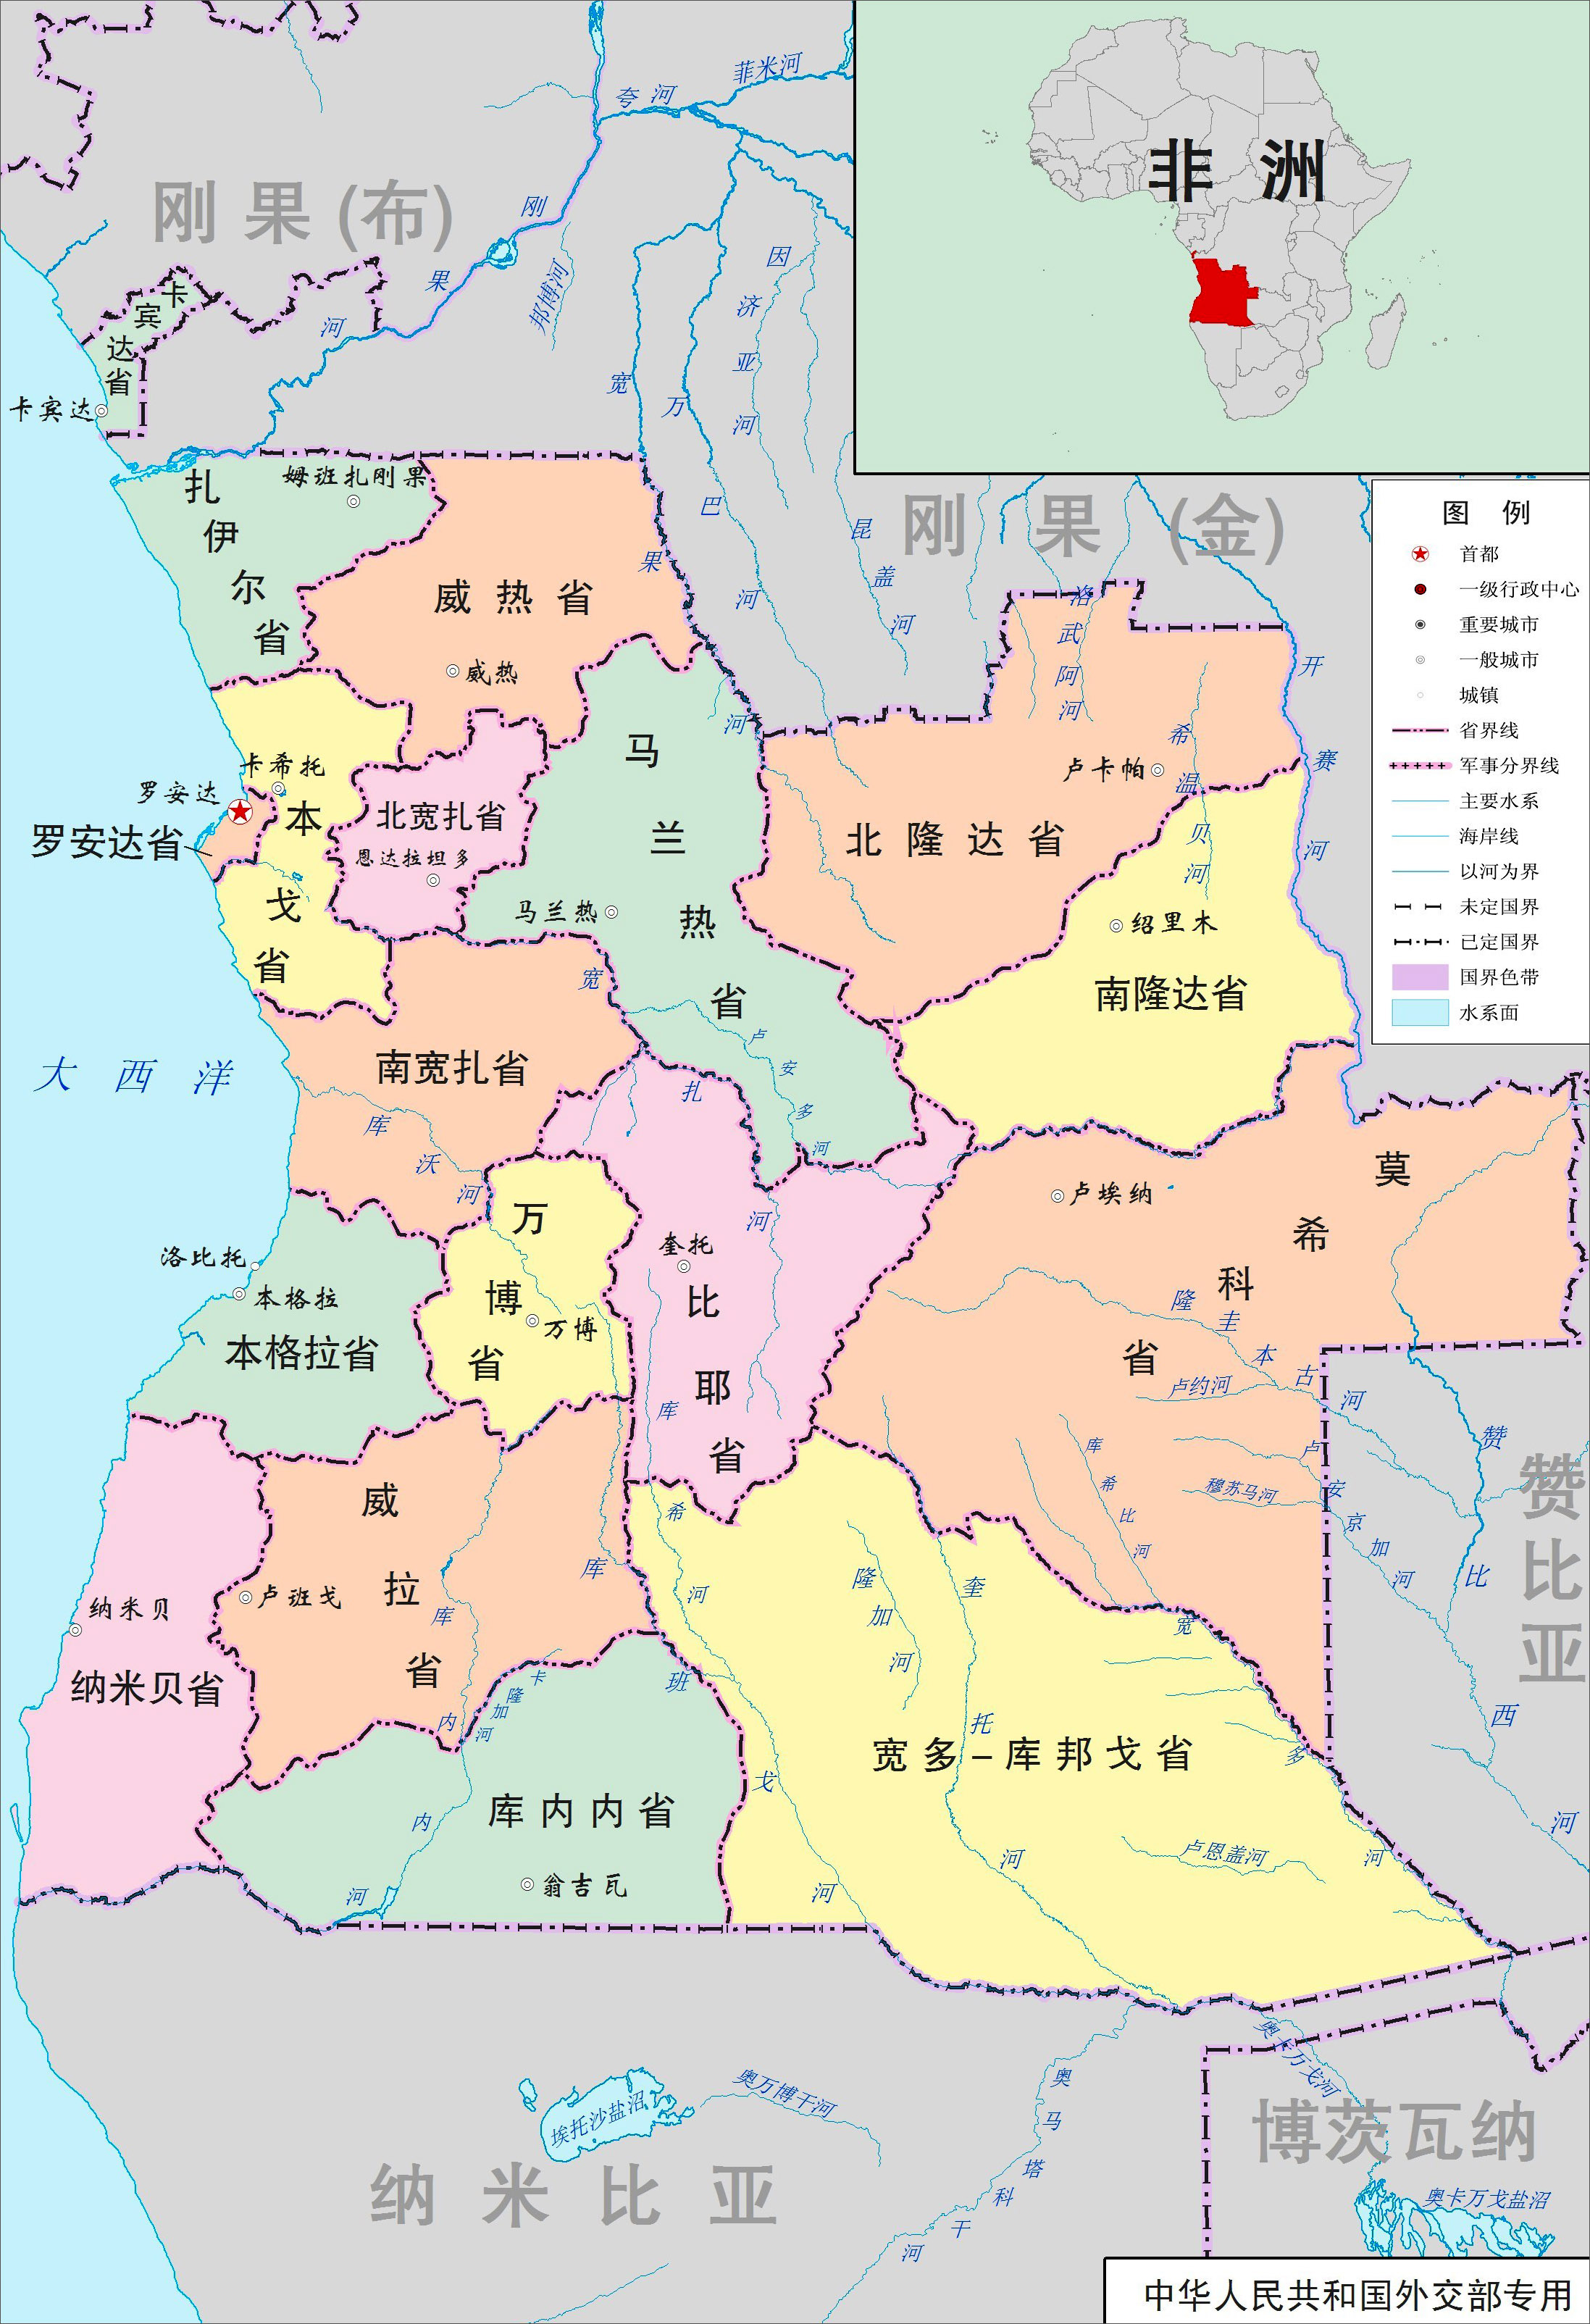 非洲
菲米河
夸河
刚果(布)
刚果河
邦博河
因济亚河
卡宾达省
卡宾达
宽果河
万巴河
昆盖河
刚果(金)
扎伊尔省
姆班扎刚果
威热省
威热
洛武阿河
开赛河
希温贝河
卢卡帕
马兰热省
马兰热
卡希托
罗安达
罗安达省
本戈省
北宽扎省
恩达拉坦多
北隆达省
绍里木
南隆达省
大西洋
南宽扎省
宽扎河
卢安多河
库沃河
莫希科省
卢埃纳
万博省
万博
奎托
比耶省
洛比托
本格拉
本格拉省
隆圭本古河
卢约河
卢安京加河
穆苏马河
库希比河
赞比西河
赞比亚
威拉省
卢班戈
库内内河
库班戈河
库希河
卡隆加河
纳米贝
纳米贝省
隆加河
奎托河
宽多河
宽多–库邦戈省
卢恩盖河
库内内省
翁吉瓦
奥卡万戈河
埃托沙盐沼
奥万博干河
奥马塔科干河
纳米比亚
博茨瓦纳
奥卡万戈盐沼
图例
首都
一级行政中心
重要城市
一般城市
城镇
省界线
军事分界线
主要水系
海岸线
以河为界
未定国界
已定国界
国界色带
水系面
中华人民共和国外交部专用